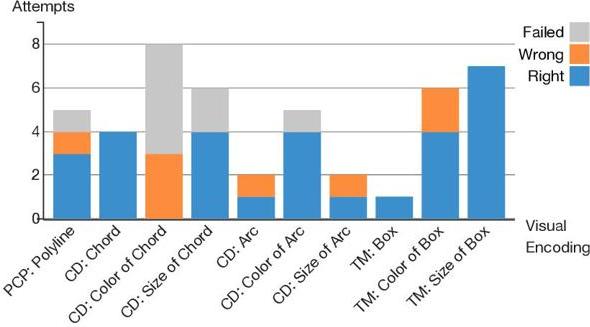 Attempts
Failed
Wrong
Right
8
6
4
2
0
PCP: Polyline
CD: Chord
CD: Color of Chord
CD: Size of Chord
CD: Arc
CD: Color of Arc
CD: Size of Arc
TM: Box
TM: Color of Box
TM: Size of Box
Visual
Encoding